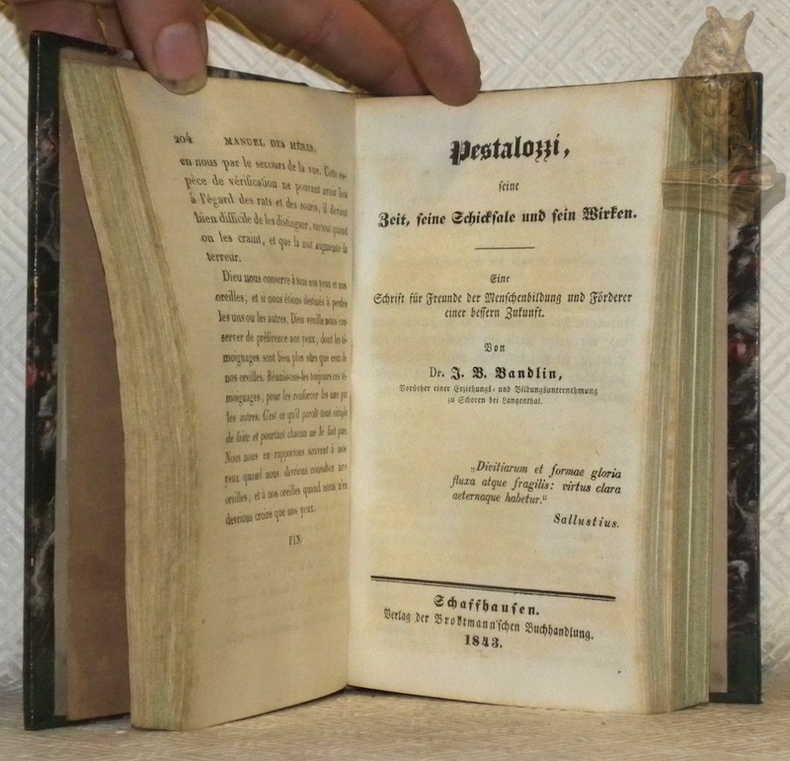 204 MANUEL DES MÈRES.
en nous par le secours de la vue. Cette es-
pèce de vérification ne pouvant avoir lieu
à l'égard des rats et des souris, il devient
bien difficile de les distinguer, surtout quand
on les craint, et que la nuit augmente la
terreur.
Dieu nous conserve à tous nos yeux et nos
oreilles, et si nous étions destinés à perdre
les uns ou les autres, Dieu veuille nous con-
server de préférence nos yeux, dont les té-
moignages sont bien plus sûrs que ceux de
nos oreilles. Réunissons-les toujours ces té-
moignages, pour les renforcer les uns par
les autres. C'est ce qu'il paroît tout simple
de faire et pourtant chacun ne le fait pas.
Nous nous en rapportons souvent à nos
yeux quand nous devrions consulter nos
oreilles, et à nos oreilles quand nous n'en
devrions croire que nos yeux.
FIN.
Pestalozzi,
seine
Zeit, seine Schicksale und sein Wirken.
Eine
Schrift für Freunde der Menschenbildung und Förderer
einer bessern Zukunft.
Von
Dr. J. B. Bandlin,
Vorsteher einer Erziehungs- und Bildungsunternehmung
zu Schoren bei Langenthal.
„Divitiarum et formae gloria
fluxa atque fragilis: virtus clara
aeternaque habetur.“
Sallustius.
Schaffhausen.
Verlag der Brodtmann'schen Buchhandlung.
1843.